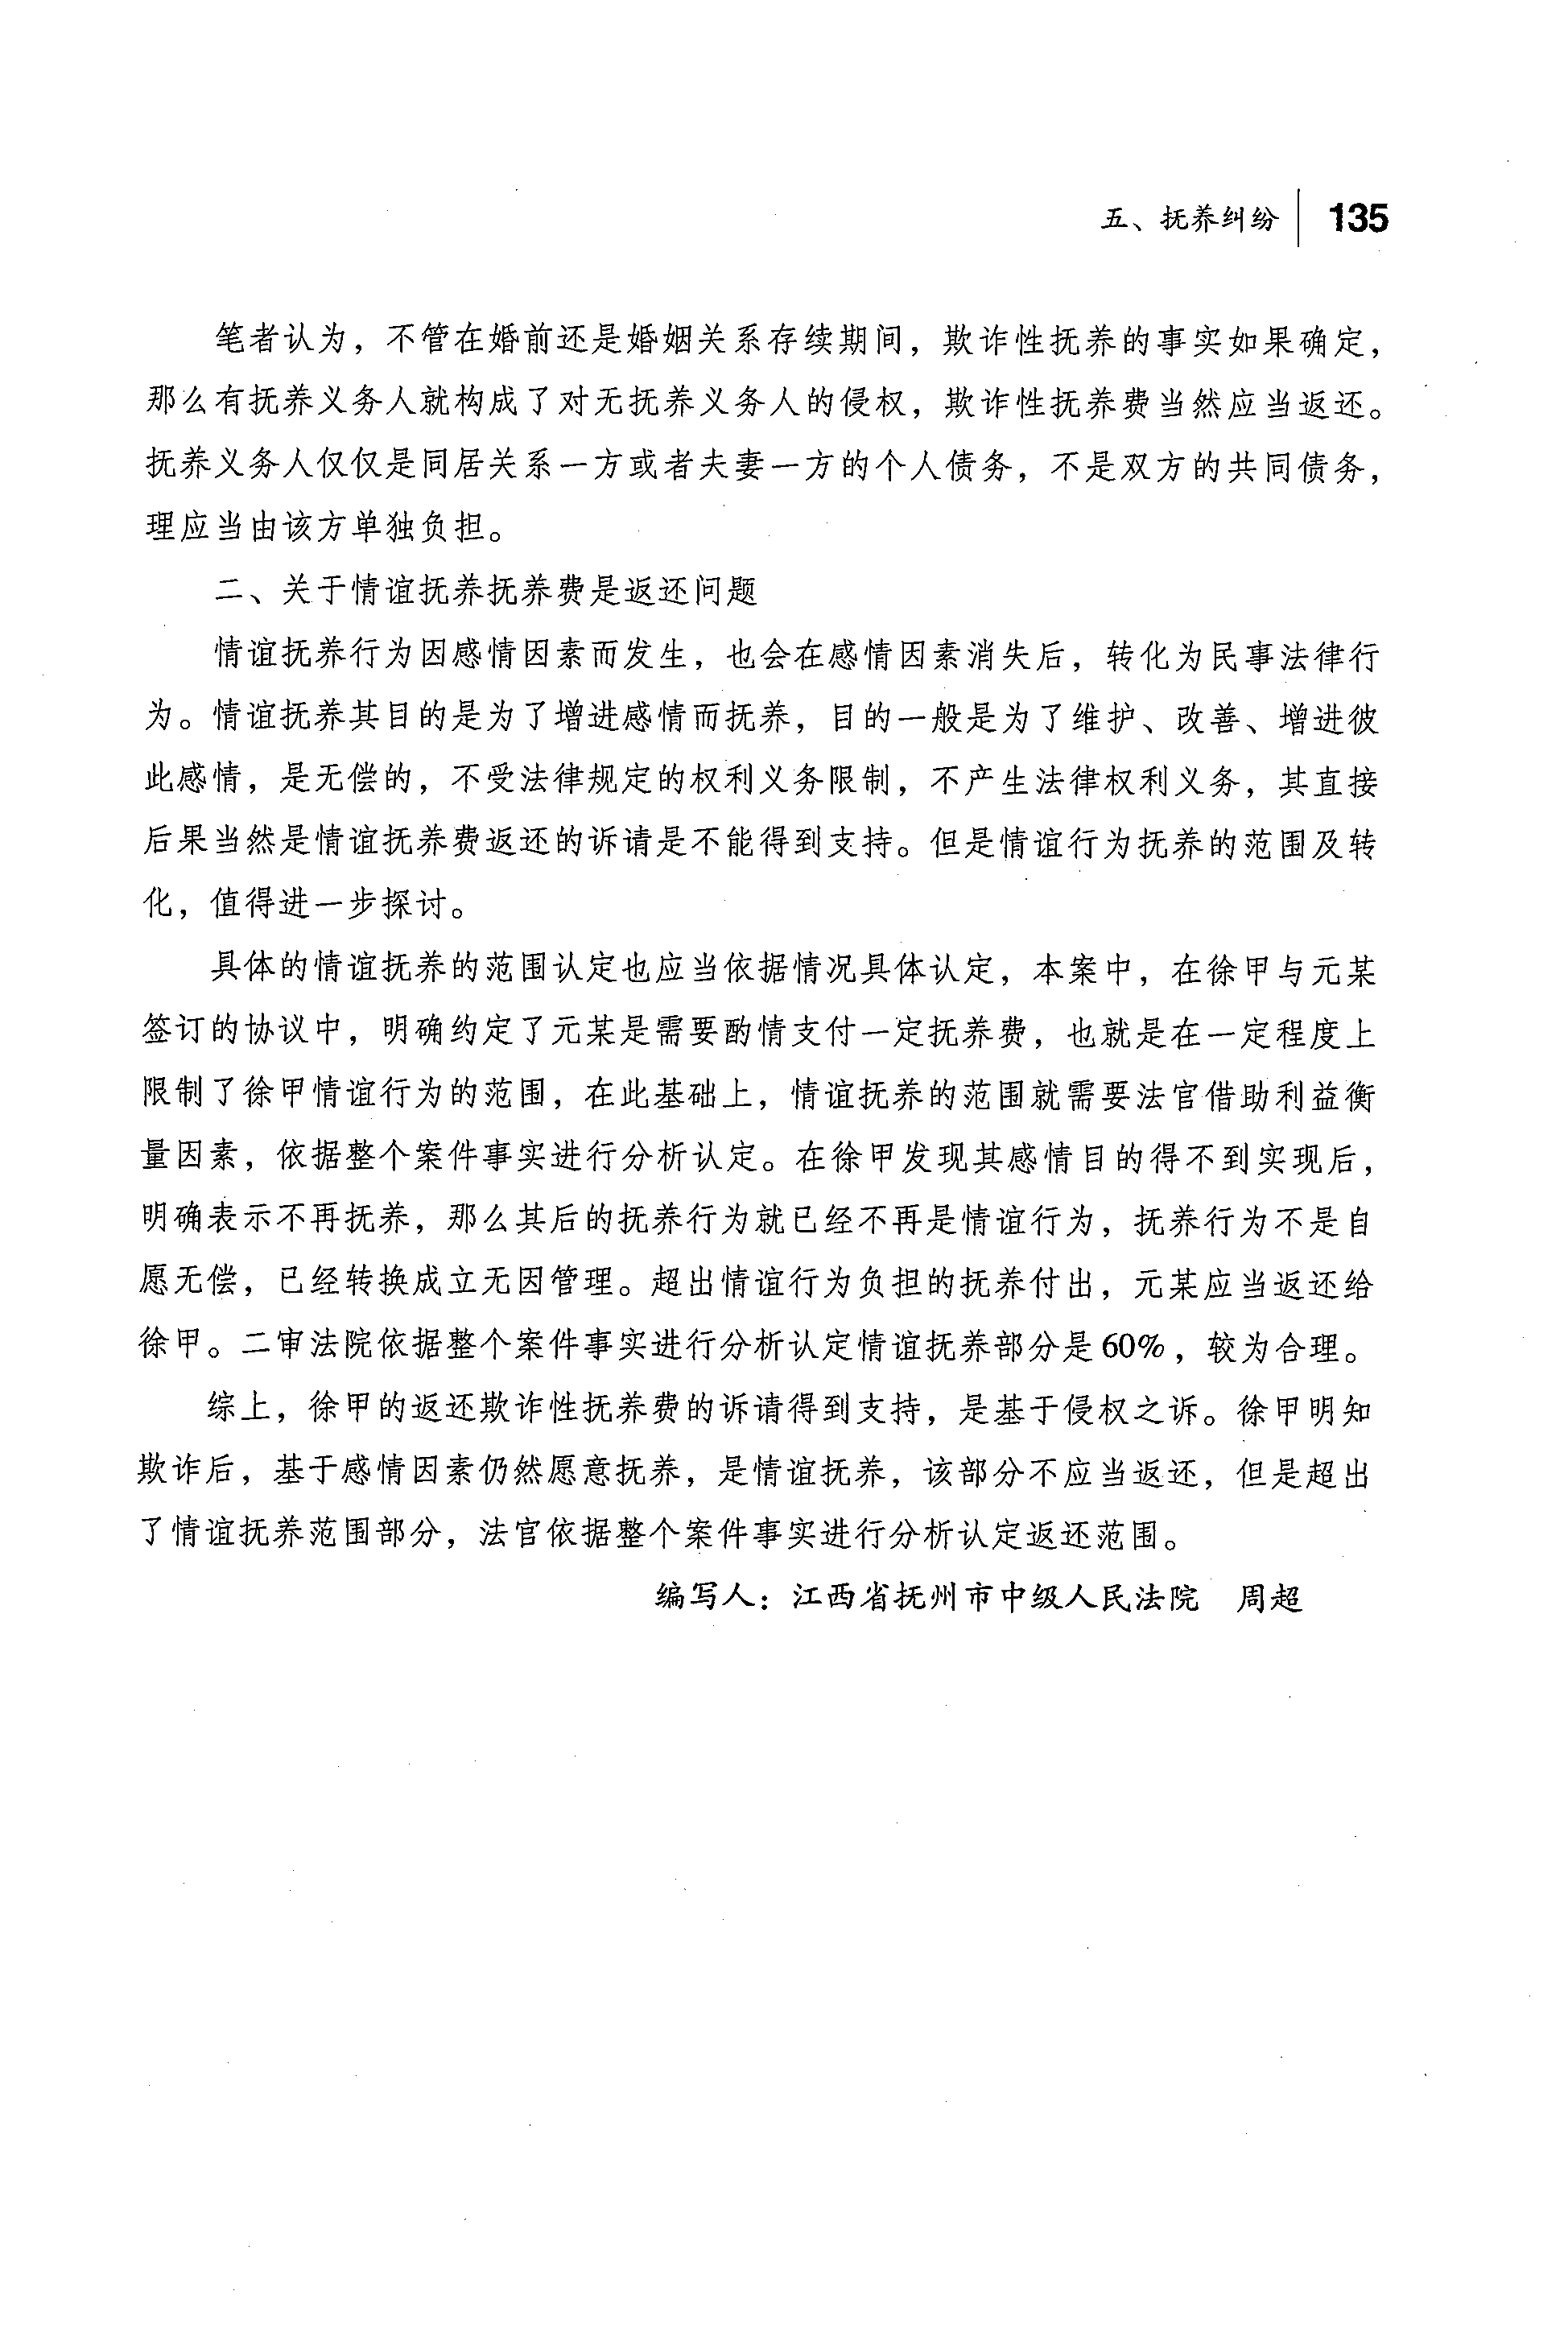 五、抚养纠纷 135
笔者认为，不管在婚前还是婚姻关系存续期间，欺诈性抚养的事实如果确定，
那么有抚养义务人就构成了对无抚养义务人的侵权，欺诈性抚养费当然应当返还。
抚养义务人仅仅是同居关系一方或者夫妻一方的个人债务，不是双方的共同债务，
理应当由该方单独负担。
二、关于情谊抚养抚养费是返还问题
情谊抚养行为因感情因素而发生，也会在感情因素消失后，转化为民事法律行
为。情谊抚养其目的是为了增进感情而抚养，目的一般是为了维护、改善、增进彼
此感情，是无偿的，不受法律规定的权利义务限制，不产生法律权利义务，其直接
后果当然是情谊抚养费返还的诉请是不能得到支持。但是情谊行为抚养的范围及转
化，值得进一步探讨。
具体的情谊抚养的范围认定也应当依据情况具体认定，本案中，在徐甲与元某
签订的协议中，明确约定了元某是需要酌情支付一定抚养费，也就是在一定程度上
限制了徐甲情谊行为的范围，在此基础上，情谊抚养的范围就需要法官借助利益衡
量因素，依据整个案件事实进行分析认定。在徐甲发现其感情目的得不到实现后，
明确表示不再抚养，那么其后的抚养行为就已经不再是情谊行为，抚养行为不是自
愿无偿，已经转换成立无因管理。超出情谊行为负担的抚养付出，元某应当返还给
徐甲。二审法院依据整个案件事实进行分析认定情谊抚养部分是60%，较为合理。
综上，徐甲的返还欺诈性抚养费的诉请得到支持，是基于侵权之诉。徐甲明知
欺诈后，基于感情因素仍然愿意抚养，是情谊抚养，该部分不应当返还，但是超出
了情谊抚养范围部分，法官依据整个案件事实进行分析认定返还范围。
编写人：江西省抚州市中级人民法院 周超